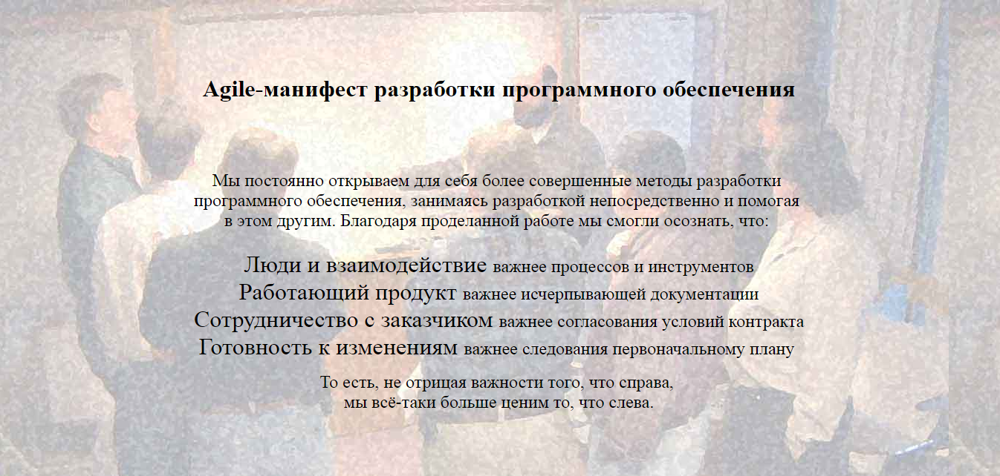 Agile-манифест разработки программного обеспечения
Мы постоянно открываем для себя более совершенные методы разработки
программного обеспечения, занимаясь разработкой непосредственно и помогая
в этом другим. Благодаря проделанной работе мы смогли осознать, что:
Люди и взаимодействие важнее процессов и инструментов
Работающий продукт важнее исчерпывающей документации
Сотрудничество с заказчиком важнее согласования условий контракта
Готовность к изменениям важнее следования первоначальному плану
То есть, не отрицая важности того, что справа,
мы всё-таки больше ценим то, что слева.